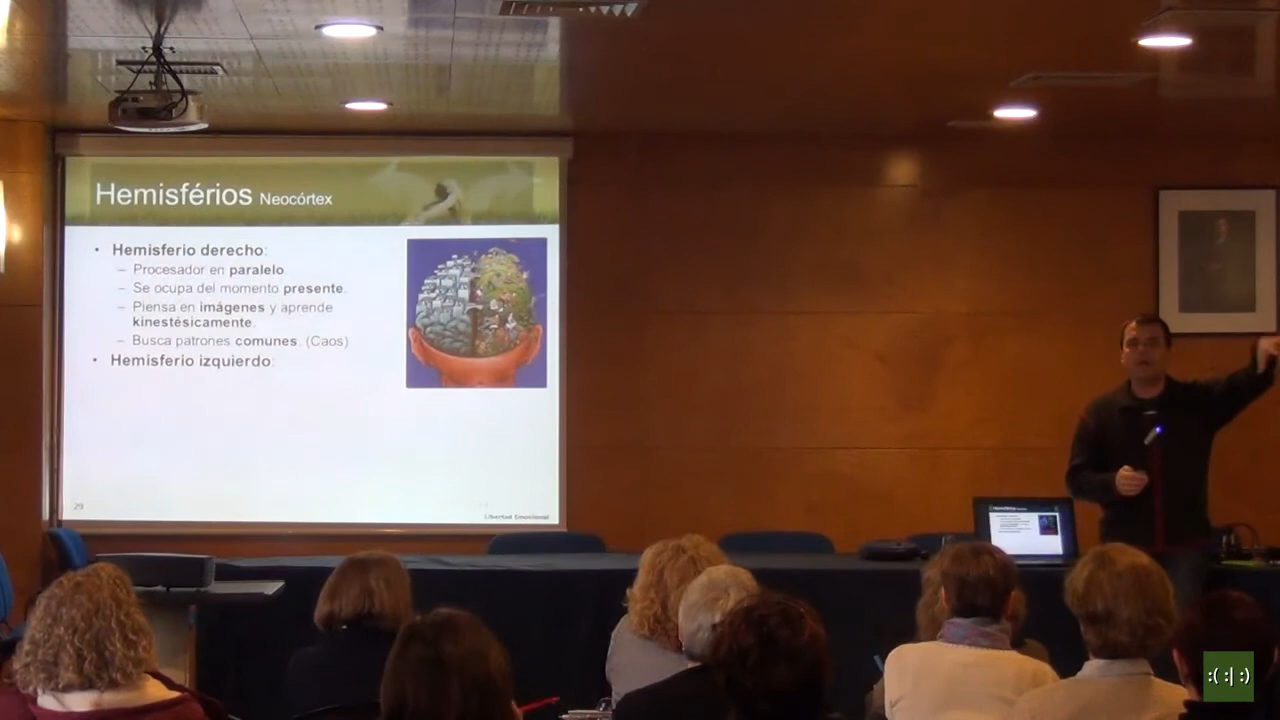 Hemisférios Neocórtex
• Hemisferio derecho:
– Procesador en paralelo
– Se ocupa del momento presente.
– Piensa en imágenes y aprende
kinestésicamente.
– Busca patrones comunes. (Caos)
• Hemisferio izquierdo:
29
Libertad Emocional
:( :| :)